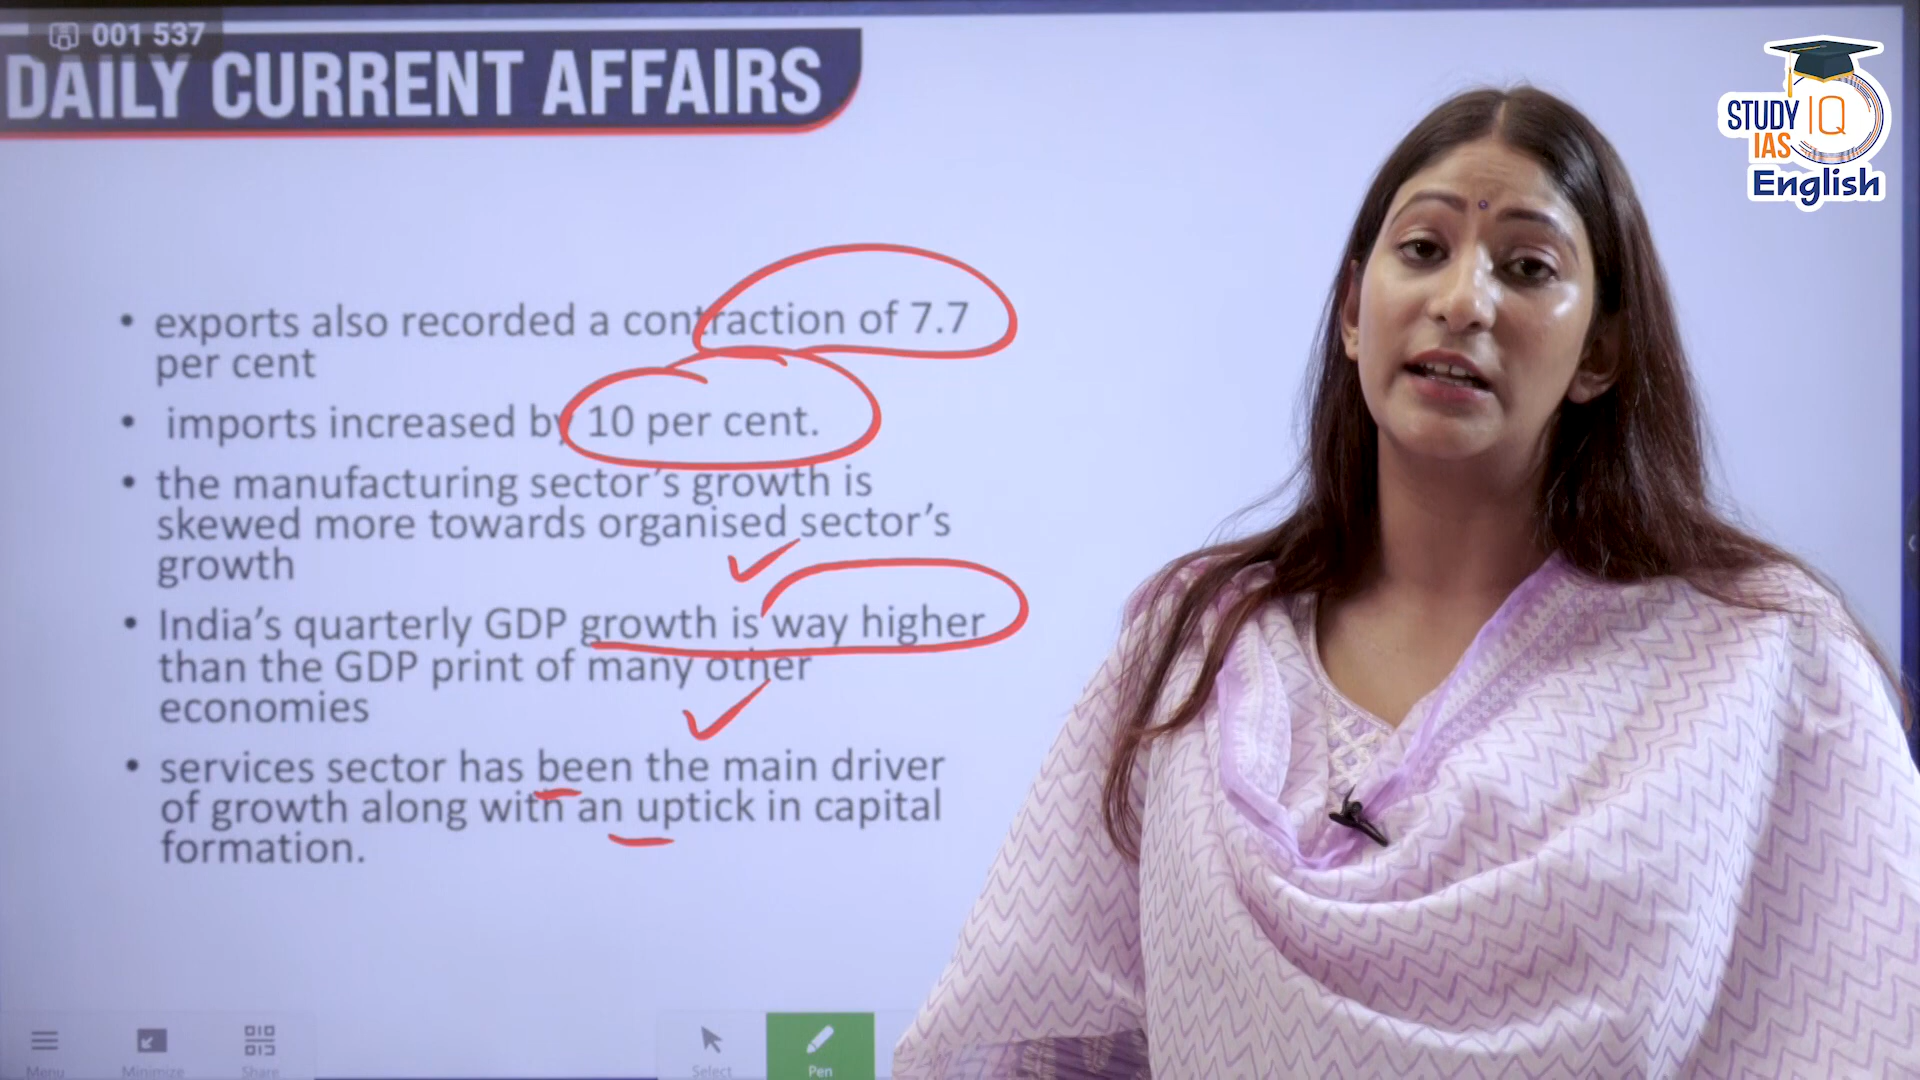 001 537
DAILY CURRENT AFFAIRS
STUDY IQ
IAS
English
• exports also recorded a contraction of 7.7
per cent
• imports increased by 10 per cent.
• the manufacturing sector's growth is
skewed more towards organised sector's
growth
• India's quarterly GDP growth is way higher
than the GDP print of many other
economies
• services sector has been the main driver
of growth along with an uptick in capital
formation.
Menu
Minimize
Share
Select
Pen